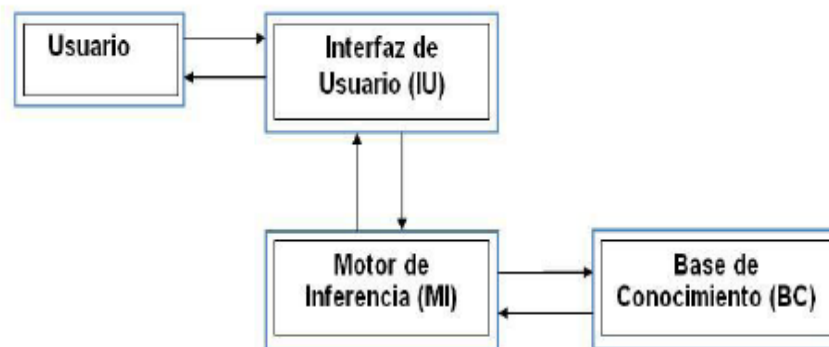 Usuario
Interfaz de
Usuario (IU)
Motor de
Inferencia (MI)
Base de
Conocimiento (BC)